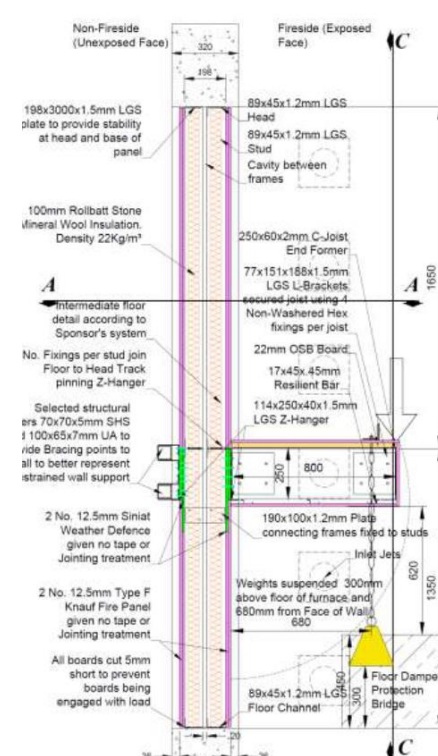 Non-Fireside
(Unexposed Face)
Fireside (Exposed
Face)
C
320
198
198x3000x1.5mm LGS
plate to provide stability
at head and base of
panel
89x45x1.2mm LGS
Head
89x45x1.2mm LGS
Stud
Cavity between
frames
100mm Rollbatt Stone
Mineral Wool Insulation.
Density 22Kg/m³
250x60x2mm C-Joist
End Former
77x151x188x1.5mm
LGS L-Brackets
secured joist using 4
Non-Washered Hex
fixings per joist
1650
A
A
Intermediate floor
detail according to
Sponsor's system
No. Fixings per stud join
Floor to Head Track
pinning Z-Hanger
22mm OSB Board
17x45x.45mm
Resilient Bar
114x250x40x1.5mm
LGS Z-Hanger
Selected structural
70x70x5mm SHS
100x65x7mm UA to
Bracing points to
to better represent
wall support
250
800
2 No. 12.5mm Siniat
Weather Defence
given no tape or
Jointing treatment
190x100x1.2mm Plate
connecting frames fixed to studs
Inlet Jets
620
1350
Weights suspended 300mm
above floor of furnace and
680mm from Face of Wall
680
2 No. 12.5mm Type F
Knauf Fire Panel
given no tape or
Jointing treatment
All boards cut 5mm
short to prevent
boards being
engaged with load
450
300
Floor Damper
Protection
Bridge
89x45x1.2mm LGS
Floor Channel
20
C